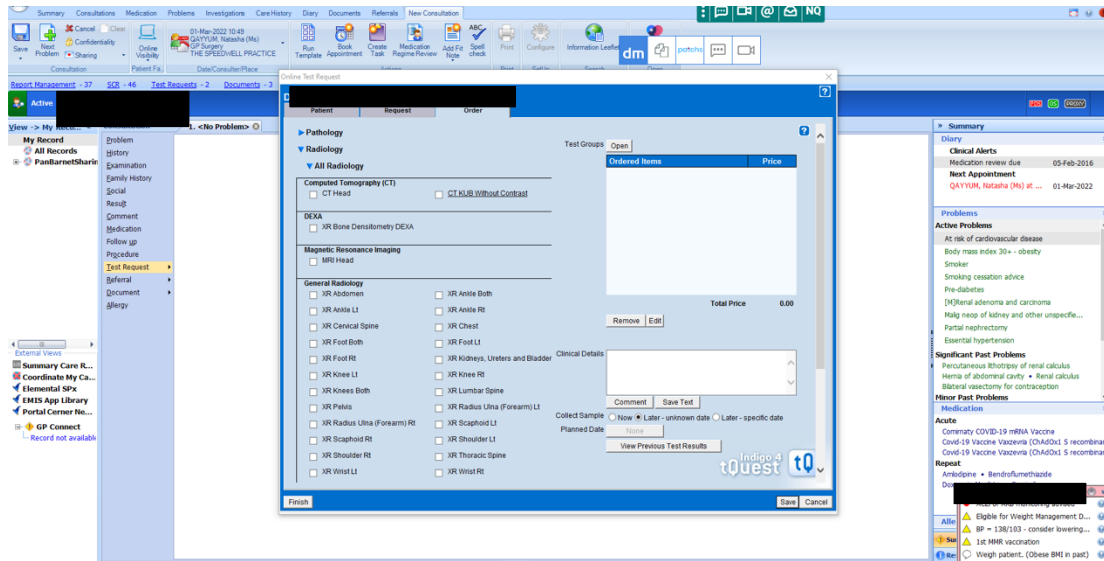 Summary Consultations Medication Problems Investigations Care History Diary Documents Referrals New Consultation
NQ
Save
Next Problem
Cancel Clear
Confidentiality
Sharing
Online Visibility
01-Mar-2022 10:49
QAYYUM, Natasha (Ms)
GP Surgery
THE SPEEDWELL PRACTICE
Run Template
Book Appointment
Create Task
Medication Regime Review
Add Fe Note
ABC
Spell check
Print
Configure
Information Leaflet
dm
patchs
Consultation Patient Fa.. Date/Consulter/Place Actions Print Search Open
Report Management - 37 SCR - 46 Test Requests - 2 Documents - 3
Active
View -> My Reco...
My Record
All Records
PanBarnetSharin
External Views
Summary Care R...
Coordinate My Ca...
Elemental SPx
EMIS App Library
Portal Cerner Ne...
GP Connect
Record not availabl
1. <No Problem>
Problem
History
Examination
Family History
Social
Result
Comment
Medication
Follow up
Procedure
Test Request
Referral
Document
Allergy
Online Test Request
Patient Request Order
Pathology
Radiology
All Radiology
Computed Tomography (CT)
CT Head CT KUB Without Contrast
DEXA
XR Bone Densitometry DEXA
Magnetic Resonance Imaging
MRI Head
General Radiology
XR Abdomen XR Ankle Both
XR Ankle Lt XR Ankle Rt
XR Cervical Spine XR Chest
XR Foot Both XR Foot Lt
XR Foot Rt XR Kidneys, Ureters and Bladder
XR Knee Lt XR Knee Rt
XR Knees Both XR Lumbar Spine
XR Pelvis XR Radius Ulna (Forearm) Lt
XR Radius Ulna (Forearm) Rt XR Scaphoid Lt
XR Scaphoid Rt XR Shoulder Lt
XR Shoulder Rt XR Thoracic Spine
XR Wrist Lt XR Wrist Rt
Test Groups Open
Ordered Items Price
Total Price 0.00
Remove Edit
Clinical Details
Comment Save Text
Collect Sample Now Later - unknown date Later - specific date
Planned Date None
View Previous Test Results
Indigo 4
tQuest tQ
Finish Save Cancel
Summary
Diary
Clinical Alerts
Medication review due 05-Feb-2016
Next Appointment
QAYYUM, Natasha (Ms) at ... 01-Mar-2022
Problems
Active Problems
At risk of cardiovascular disease
Body mass index 30+ - obesity
Smoker
Smoking cessation advice
Pre-diabetes
[M]Renal adenoma and carcinoma
Malig neop of kidney and other unspecifie...
Partial nephrectomy
Essential hypertension
Significant Past Problems
Percutaneous lithotripsy of renal calculus
Hernia of abdominal cavity • Renal calculus
Bilateral vasectomy for contraception
Minor Past Problems
Medication
Acute
Comirnaty COVID-19 mRNA Vaccine
Covid-19 Vaccine Vaxzevria (ChAdOx1 S recombinan
Covid-19 Vaccine Vaxzevria (ChAdOx1 S recombinan
Repeat
Amlodipine • Bendroflumethiazide
Alle
Eligible for Weight Management D...
BP = 138/103 - consider lowering...
1st MMR vaccination
Weigh patient. (Obese BMI in past)